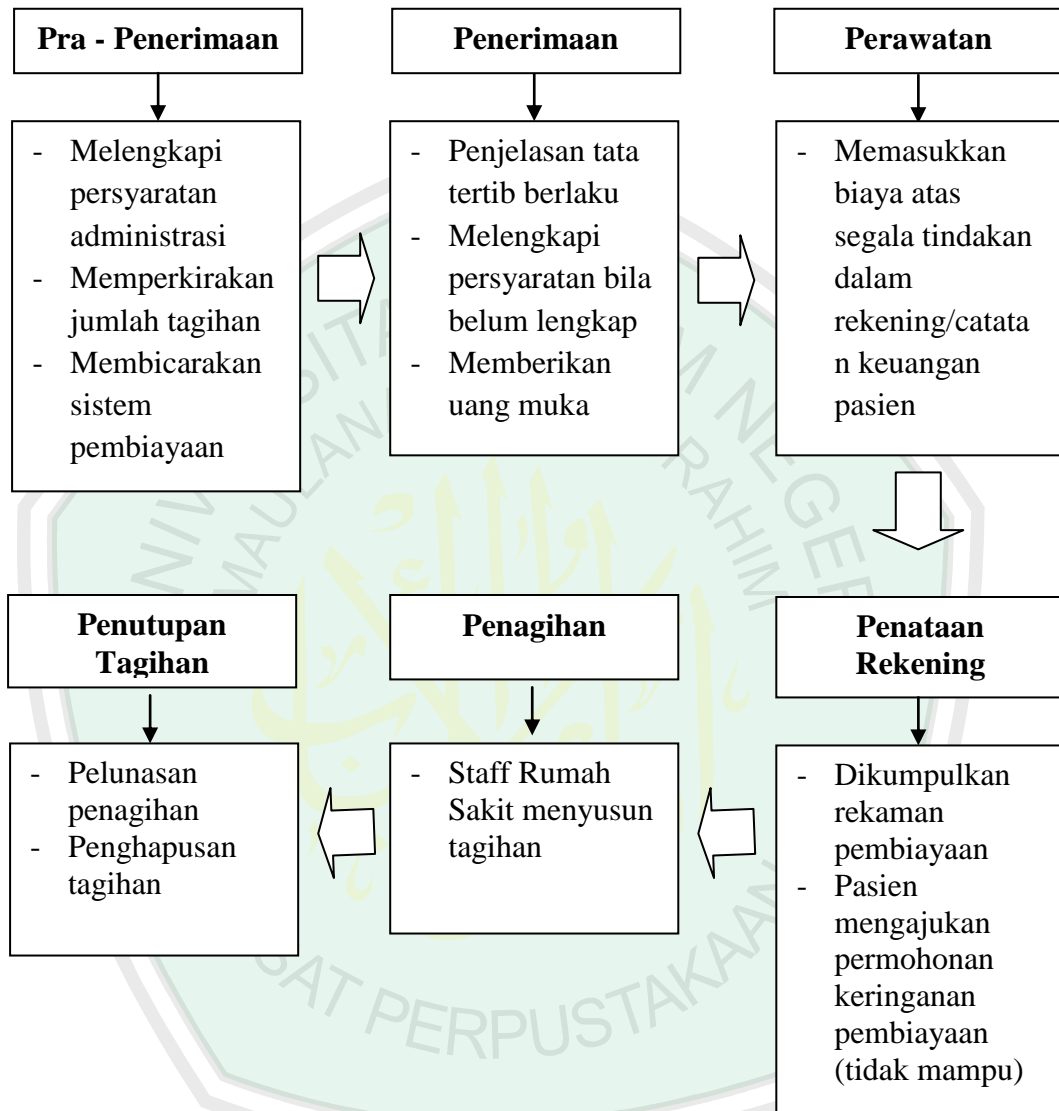 Pra - Penerimaan
- Melengkapi
persyaratan
administrasi
- Memperkirakan
jumlah tagihan
- Membicarakan
sistem
pembiayaan
Penerimaan
- Penjelasan tata
tertib berlaku
- Melengkapi
persyaratan bila
belum lengkap
- Memberikan
uang muka
Perawatan
- Memasukkan
biaya atas
segala tindakan
dalam
rekening/catata
n keuangan
pasien
Penataan
Rekening
- Dikumpulkan
rekaman
pembiayaan
- Pasien
mengajukan
permohonan
keringanan
pembiayaan
(tidak mampu)
Penagihan
- Staff Rumah
Sakit menyusun
tagihan
Penutupan
Tagihan
- Pelunasan
penagihan
- Penghapusan
tagihan